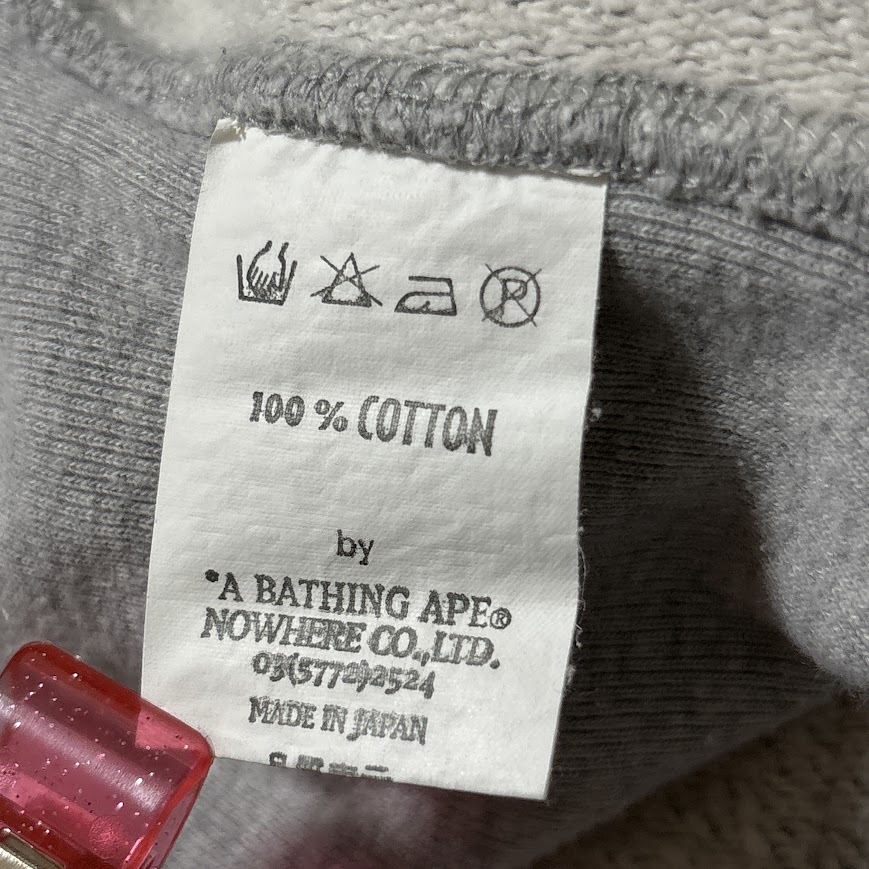 100 % COTTON
by
*A BATHING APE®
NOWHERE CO.,LTD.
03(5772)2524
MADE IN JAPAN